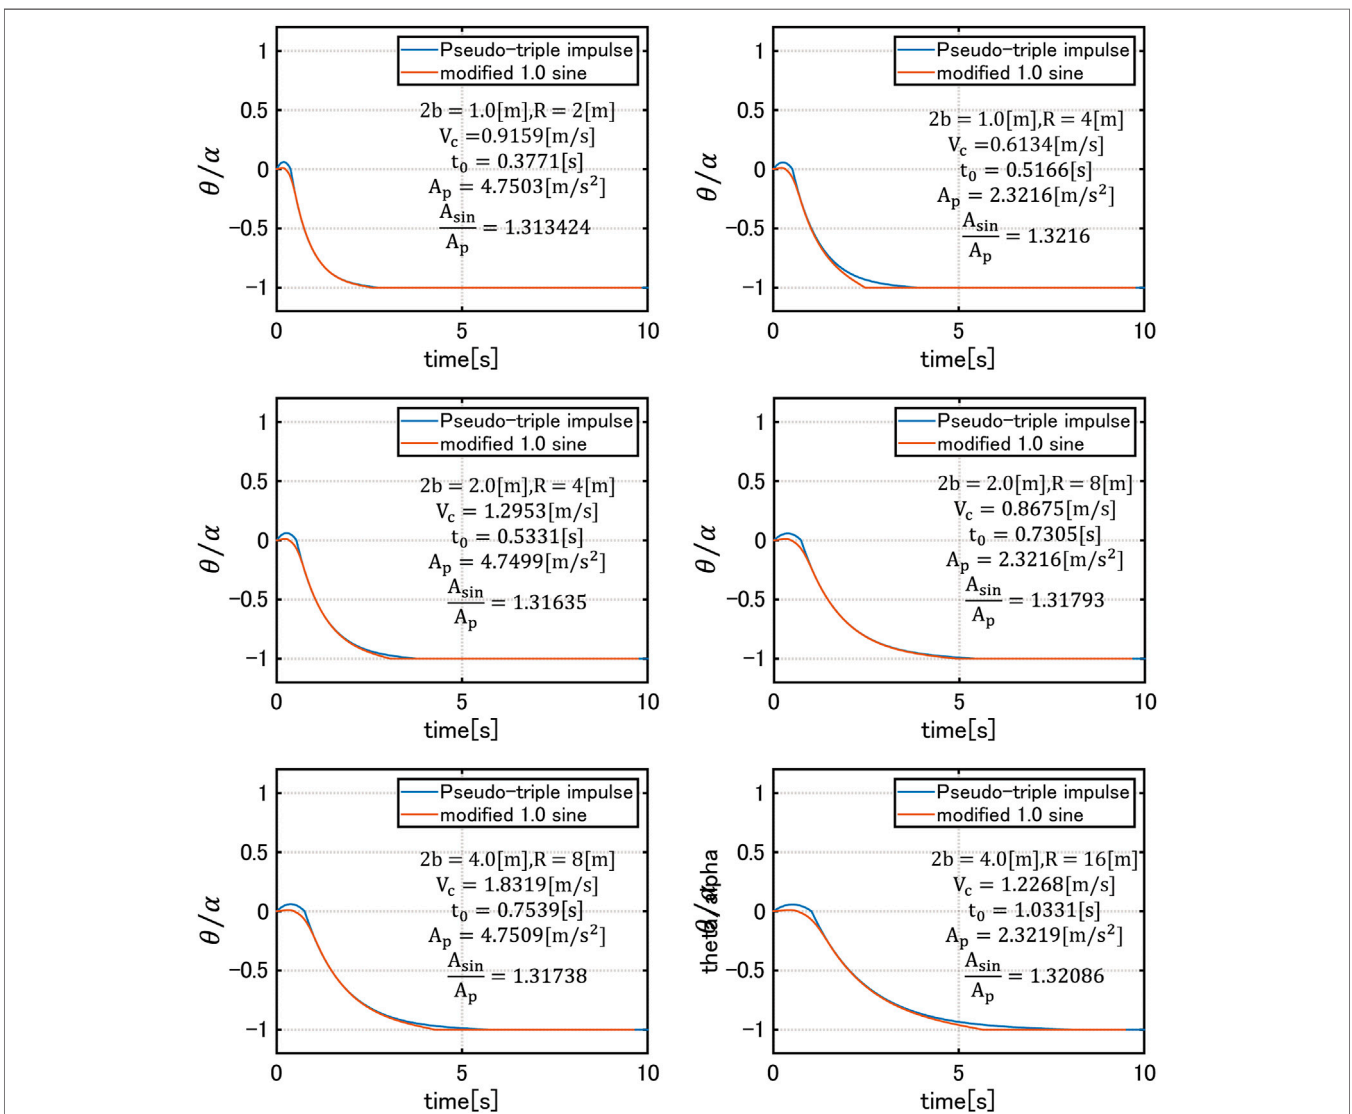 1
0.5
0
−0.5
−1
θ/α
Pseudo-triple impulse
modified 1.0 sine
2b = 1.0[m],R = 2[m]
V_c =0.9159[m/s]
t_0 = 0.3771[s]
A_p = 4.7503[m/s²]
A_sin/A_p = 1.313424
0 5 10
time[s]
1
0.5
0
−0.5
−1
θ/α
Pseudo-triple impulse
modified 1.0 sine
2b = 1.0[m],R = 4[m]
V_c =0.6134[m/s]
t_0 = 0.5166[s]
A_p = 2.3216[m/s²]
A_sin/A_p = 1.3216
0 5 10
time[s]
1
0.5
0
−0.5
−1
θ/α
Pseudo-triple impulse
modified 1.0 sine
2b = 2.0[m],R = 4[m]
V_c = 1.2953[m/s]
t_0 = 0.5331[s]
A_p = 4.7499[m/s²]
A_sin/A_p = 1.31635
0 5 10
time[s]
1
0.5
0
−0.5
−1
θ/α
Pseudo-triple impulse
modified 1.0 sine
2b = 2.0[m],R = 8[m]
V_c = 0.8675[m/s]
t_0 = 0.7305[s]
A_p = 2.3216[m/s²]
A_sin/A_p = 1.31793
0 5 10
time[s]
1
0.5
0
−0.5
−1
θ/α
Pseudo-triple impulse
modified 1.0 sine
2b = 4.0[m],R = 8[m]
V_c = 1.8319[m/s]
t_0 = 0.7539[s]
A_p = 4.7509[m/s²]
A_sin/A_p = 1.31738
0 5 10
time[s]
1
0.5
0
−0.5
−1
theta/alpha
θ/α
Pseudo-triple impulse
modified 1.0 sine
2b = 4.0[m],R = 16[m]
V_c = 1.2268[m/s]
t_0 = 1.0331[s]
A_p = 2.3219[m/s²]
A_sin/A_p = 1.32086
0 5 10
time[s]